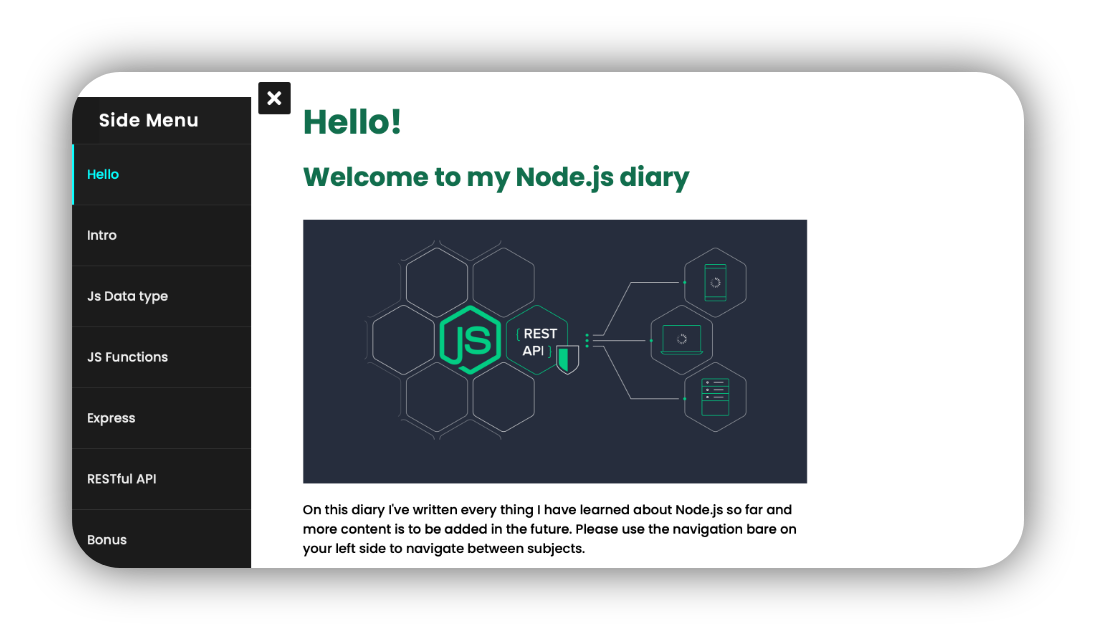 Side Menu
Hello
Intro
Js Data type
JS Functions
Express
RESTful API
Bonus
Hello!
Welcome to my Node.js diary
JS
{ REST
API }
On this diary I've written every thing I have learned about Node.js so far and
more content is to be added in the future. Please use the navigation bare on
your left side to navigate between subjects.